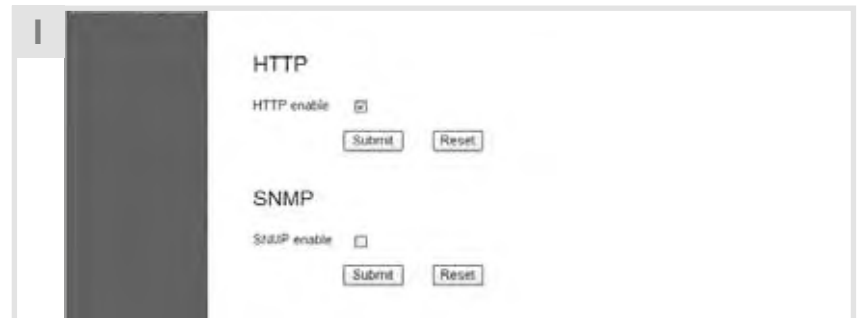 I
HTTP
HTTP enable
Submit Reset
SNMP
SNMP enable
Submit Reset